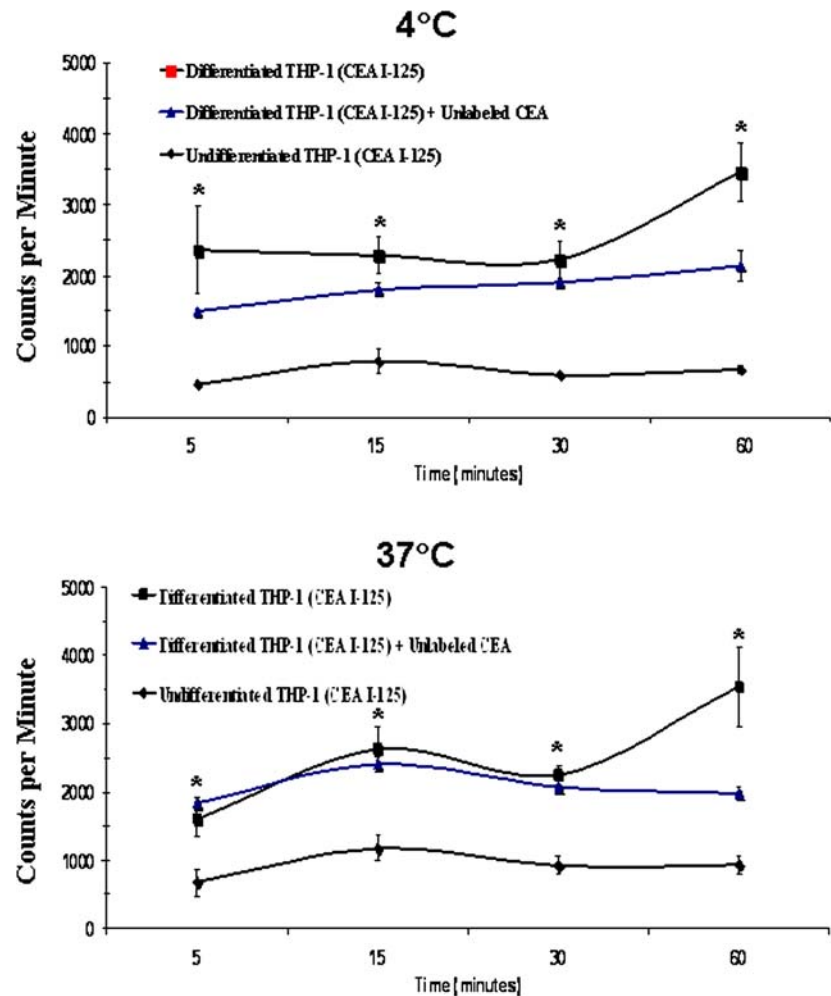 4°C
5000
4000
3000
2000
1000
0
Counts per Minute
Differentiated THP-1 (CEA I-125)
Differentiated THP-1 (CEA I-125) + Unlabeled CEA
Undifferentiated THP-1 (CEA I-125)
*
*
*
*
5
15
30
60
Time (minutes)
37°C
5000
4000
3000
2000
1000
0
Counts per Minute
Differentiated THP-1 (CEA I-125)
Differentiated THP-1 (CEA I-125) + Unlabeled CEA
Undifferentiated THP-1 (CEA I-125)
*
*
*
*
5
15
30
60
Time (minutes)